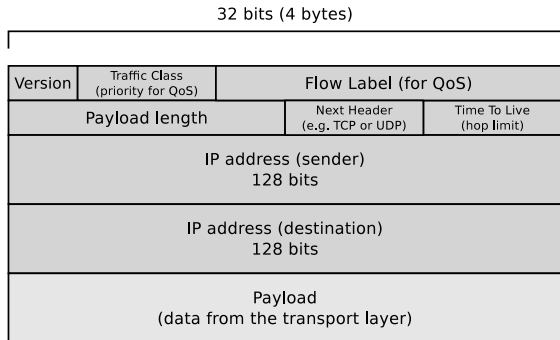 32 bits (4 bytes)
Version
Traffic Class
(priority for QoS)
Flow Label (for QoS)
Payload length
Next Header
(e.g. TCP or UDP)
Time To Live
(hop limit)
IP address (sender)
128 bits
IP address (destination)
128 bits
Payload
(data from the transport layer)